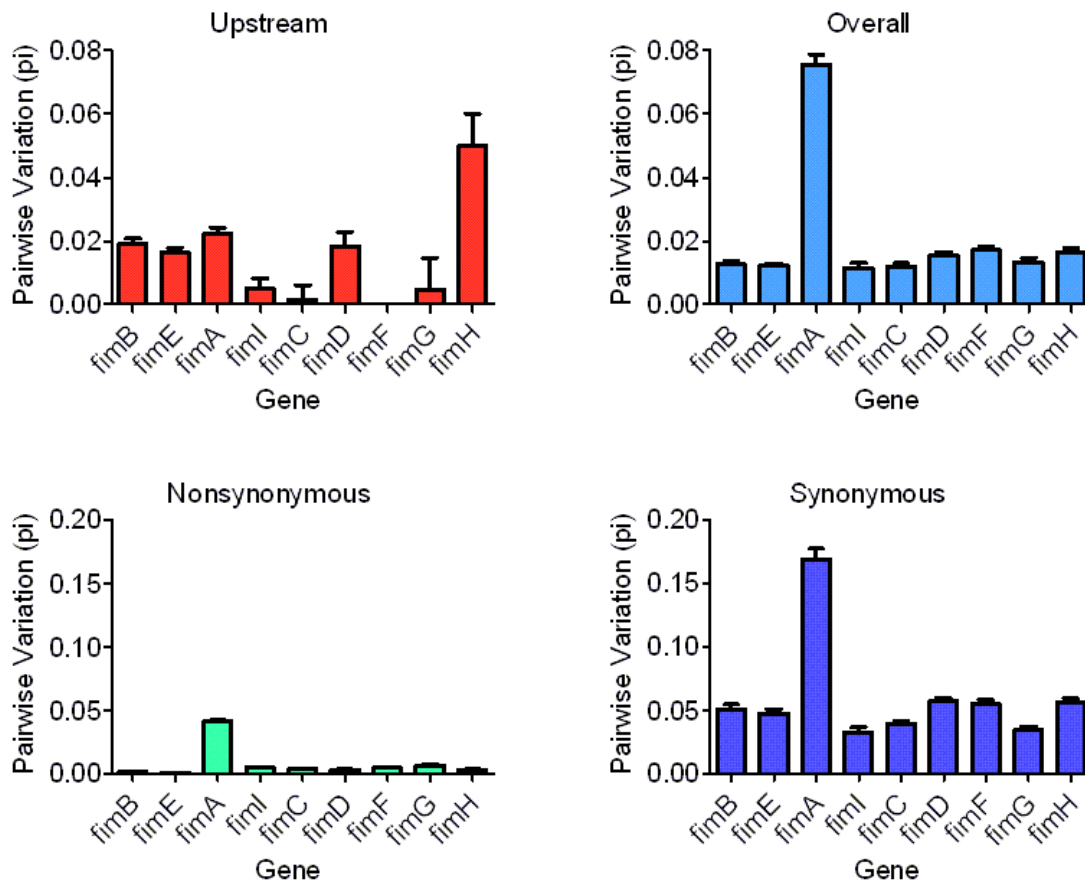 Upstream
Pairwise Variation (pi)
0.08
0.06
0.04
0.02
0.00
fimB fimE fimA fimI fimC fimD fimF fimG fimH
Gene
Overall
Pairwise Variation (pi)
0.08
0.06
0.04
0.02
0.00
fimB fimE fimA fimI fimC fimD fimF fimG fimH
Gene
Nonsynonymous
Pairwise Variation (pi)
0.20
0.15
0.10
0.05
0.00
fimB fimE fimA fimI fimC fimD fimF fimG fimH
Gene
Synonymous
Pairwise Variation (pi)
0.20
0.15
0.10
0.05
0.00
fimB fimE fimA fimI fimC fimD fimF fimG fimH
Gene